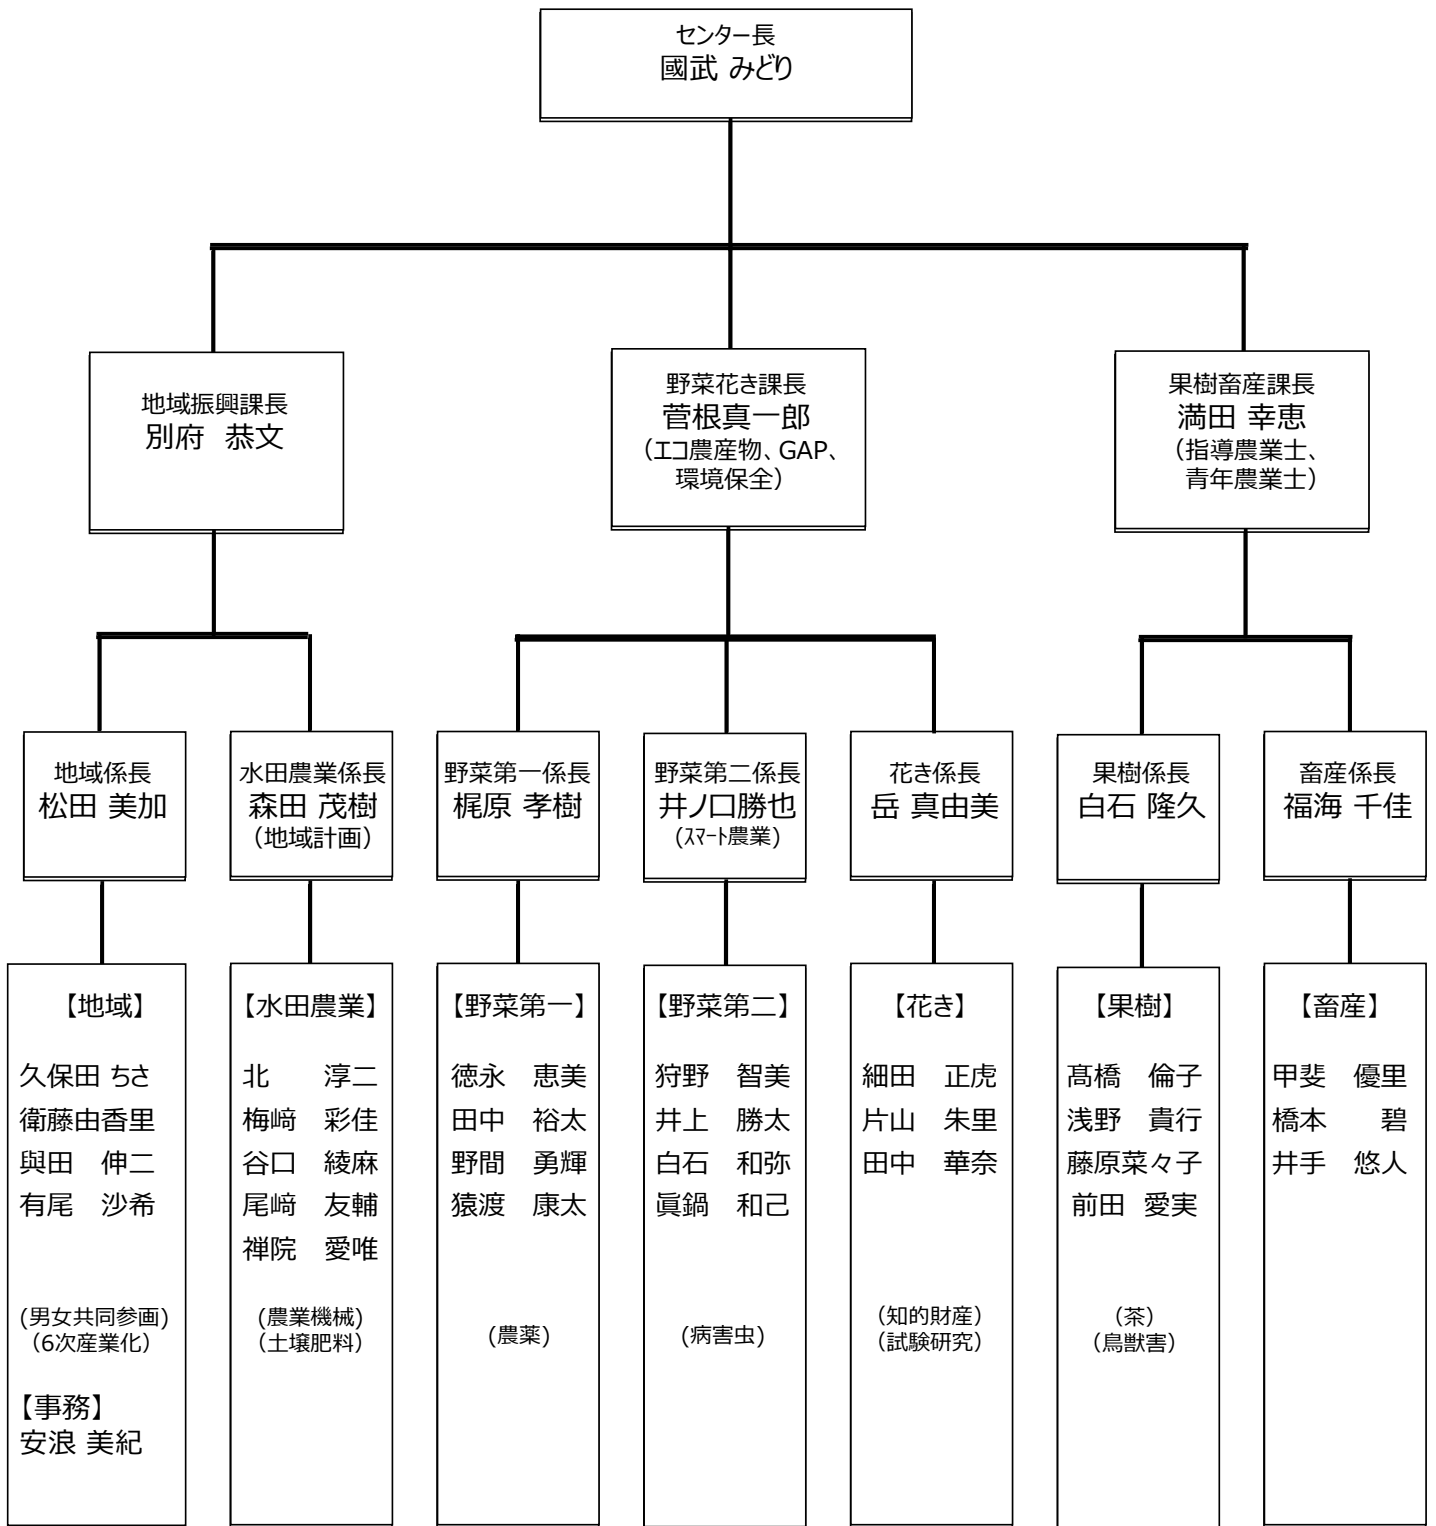 センター長
國武 みどり
地域振興課長
別府 恭文
野菜花き課長
菅根真一郎
（エコ農産物、GAP、
環境保全）
果樹畜産課長
満田 幸恵
（指導農業士、
青年農業士）
地域係長
松田 美加
水田農業係長
森田 茂樹
（地域計画）
野菜第一係長
梶原 孝樹
野菜第二係長
井ノ口勝也
(スマート農業)
花き係長
岳 真由美
果樹係長
白石 隆久
畜産係長
福海 千佳
【地域】
久保田 ちさ
衛藤由香里
與田 伸二
有尾 沙希
(男女共同参画)
（6次産業化）
【事務】
安浪 美紀
【水田農業】
北 淳二
梅﨑 彩佳
谷口 綾麻
尾﨑 友輔
禅院 愛唯
(農業機械)
（土壌肥料）
【野菜第一】
徳永 恵美
田中 裕太
野間 勇輝
猿渡 康太
(農薬)
【野菜第二】
狩野 智美
井上 勝太
白石 和弥
眞鍋 和己
(病害虫)
【花き】
細田 正虎
片山 朱里
田中 華奈
（知的財産）
（試験研究）
【果樹】
髙橋 倫子
浅野 貴行
藤原菜々子
前田 愛実
（茶）
（鳥獣害）
【畜産】
甲斐 優里
橋本 碧
井手 悠人